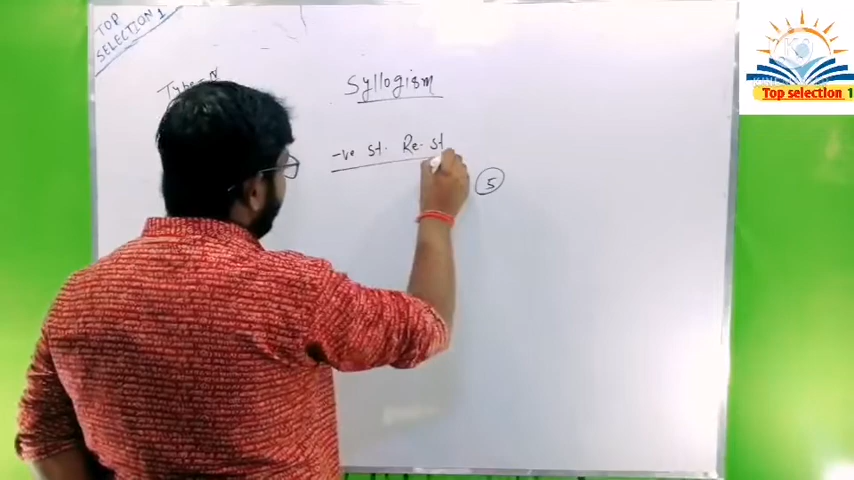 TOP
SELECTION 1
Syllogism
-ve st. Re. st
5
Top selection 1